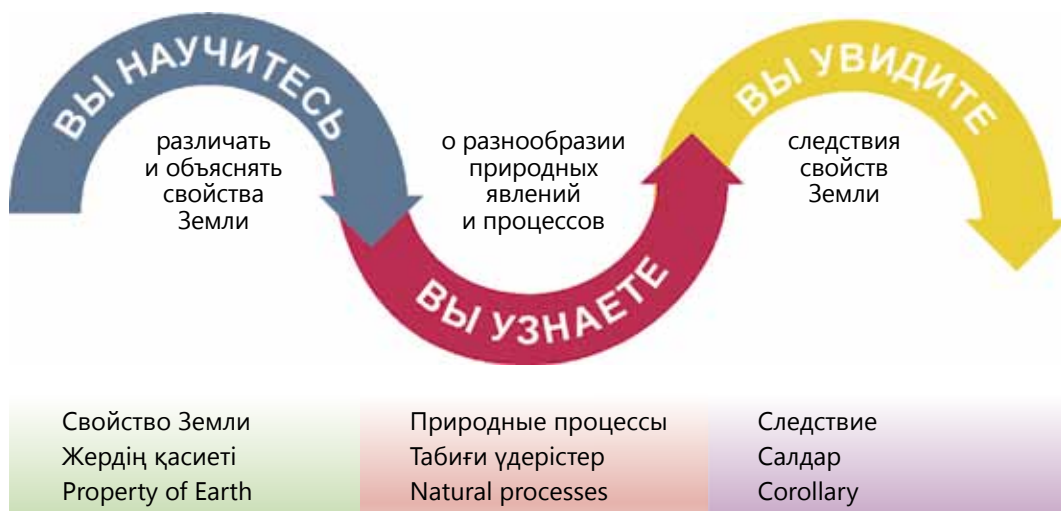 ВЫ НАУЧИТЕСЬ
различать
и объяснять
свойства
Земли
ВЫ УЗНАЕТЕ
о разнообразии
природных
явлений
и процессов
ВЫ УВИДИТЕ
следствия
свойств
Земли
Свойство Земли
Жердің қасиеті
Property of Earth
Природные процессы
Табиғи үдерістер
Natural processes
Следствие
Салдар
Corollary